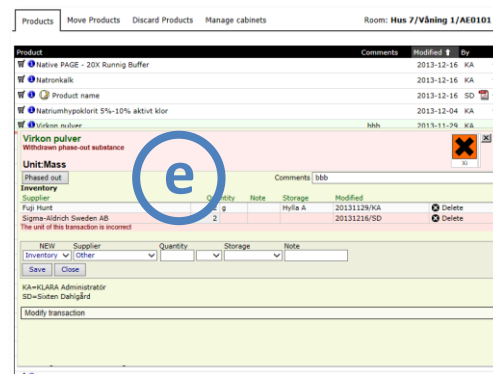 Products Move Products Discard Products Manage cabinets Room: Hus 7/Våning 1/AE0101
Product Comments Modified By
Native PAGE - 20X Runnig Buffer 2013-12-16 KA
Natronkalk 2013-12-16 KA
Product name 2013-12-16 SD
Natriumhypoklorit 5%-10% aktivt klor 2013-12-04 KA
Virkon pulver bbb 2013-11-29 KA
Virkon pulver
Withdrawn phase-out substance
Unit:Mass
Xi
Phased out Comments bbb
Inventory
Supplier Quantity Note Storage Modified
Fuji Hunt g Hylla A 20131129/KA Delete
Sigma-Aldrich Sweden AB 2 20131216/SD Delete
The unit of this transaction is incorrect
NEW Supplier Quantity Storage Note
Inventory Other
Save Close
KA=KLARA Administratör
SD=Sixten Dahlgård
Modify transaction
e